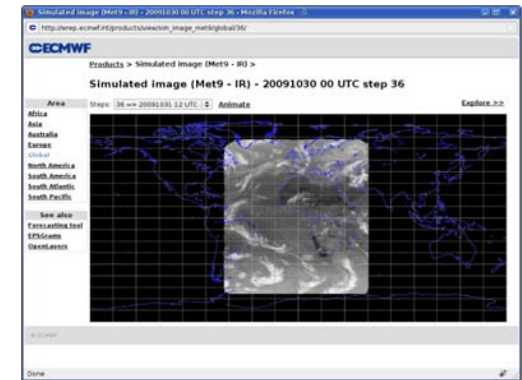 Simulated image (Met9 - IR) - 20091030 00 UTC step 36 - Mozilla Firefox
http://wrep.ecmwf.int/products/view/sim_image_met9/global/36/
ECMWF
Products > Simulated image (Met9 - IR) >
Simulated image (Met9 - IR) - 20091030 00 UTC step 36
Area
Steps: 36 => 20091031 12 UTC Animate
Explore >>
Africa
Asia
Australia
Europe
Global
North America
South America
South Atlantic
South Pacific
See also
Forecasting tool
EPSGrams
OpenLayers
© ECMWF
Done